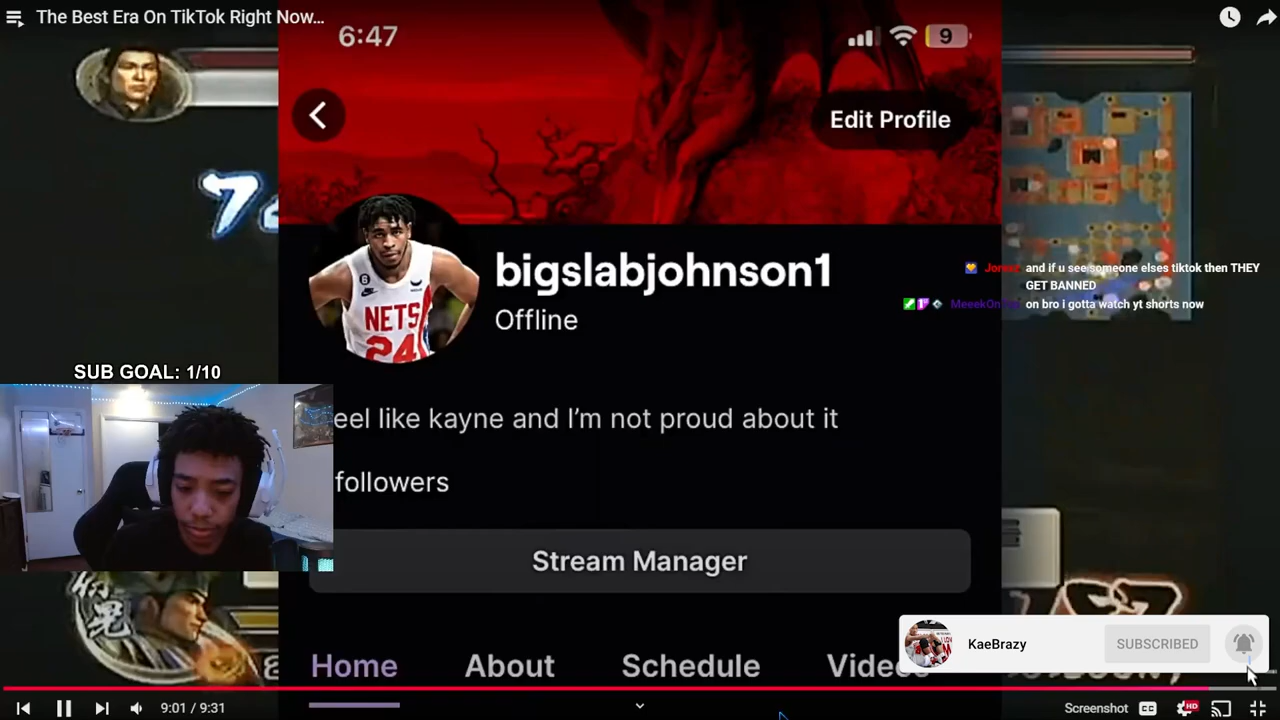 The Best Era On TikTok Right Now...
6:47
9
Edit Profile
bigslabjohnson1
Offline
NETS
24
and if u see someone elses tiktok then THEY
GET BANNED
on bro i gotta watch yt shorts now
SUB GOAL: 1/10
eel like kayne and I'm not proud about it
followers
Stream Manager
KaeBrazy
SUBSCRIBED
Home About Schedule
9:01 / 9:31
Screenshot
CC
HD